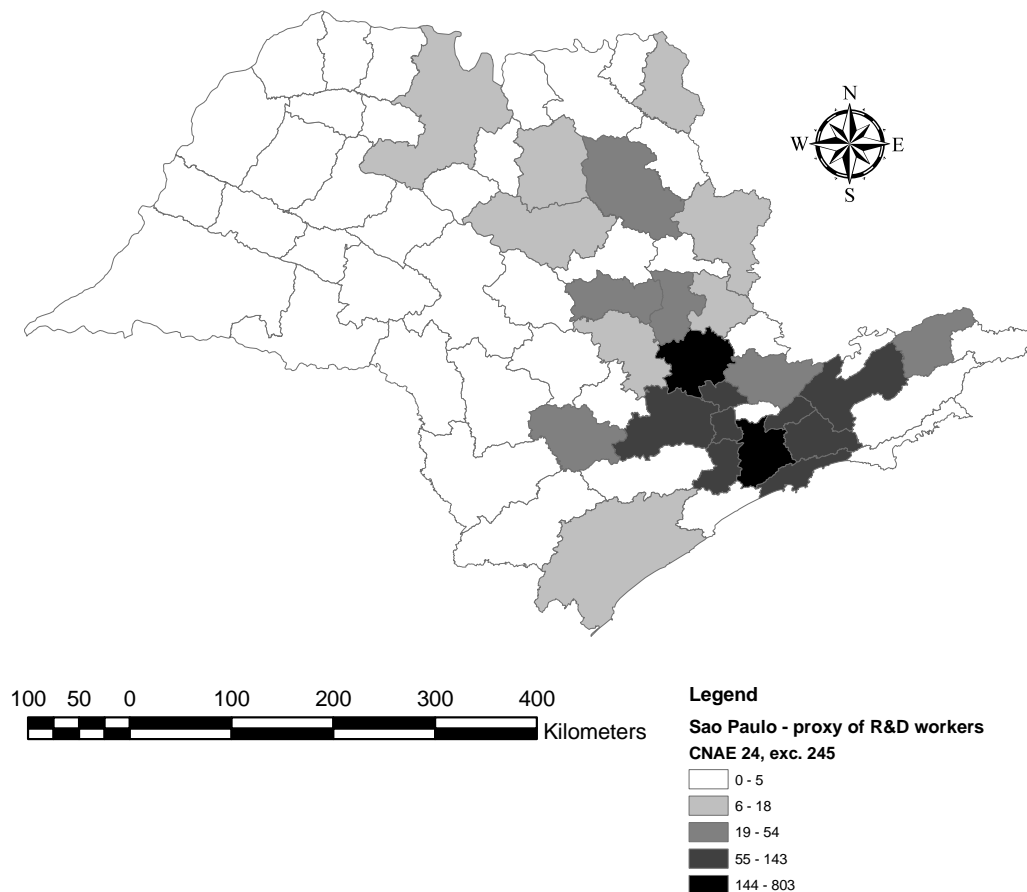 N
W E
S
100 50 0 100 200 300 400
Kilometers
Legend
Sao Paulo - proxy of R&D workers
CNAE 24, exc. 245
0 - 5
6 - 18
19 - 54
55 - 143
144 - 803